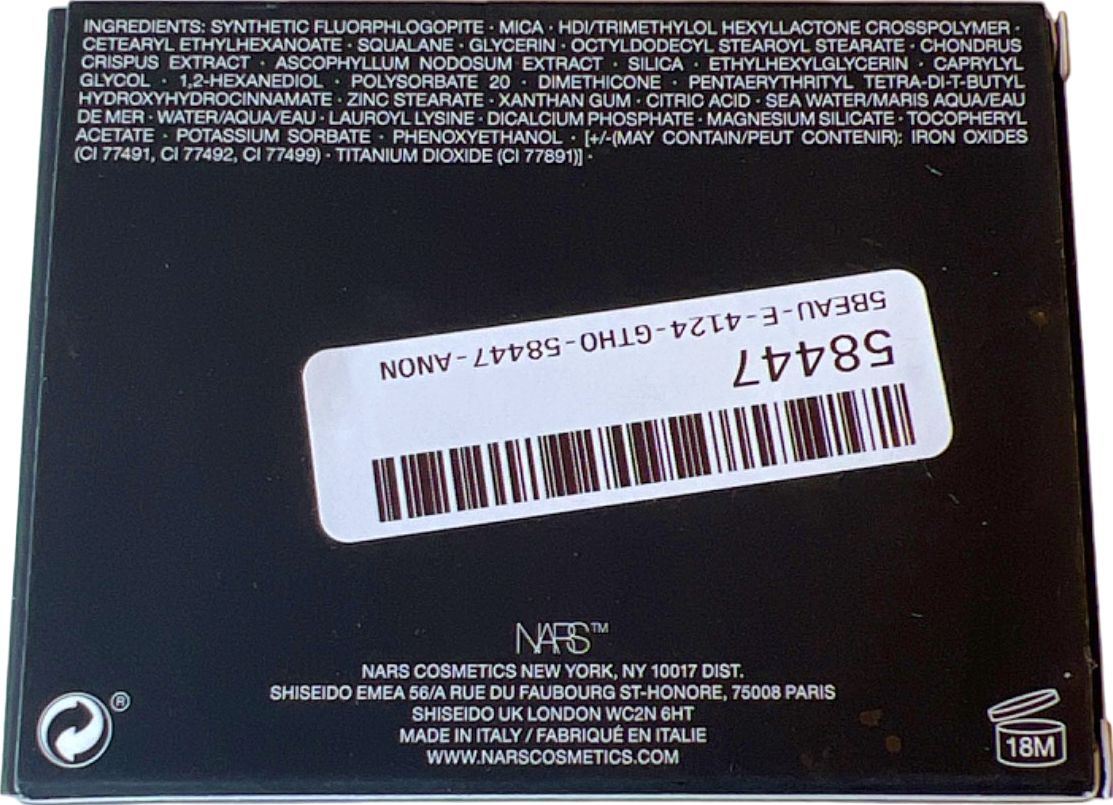 INGREDIENTS: SYNTHETIC FLUORPHLOGOPITE · MICA · HDI/TRIMETHYLOL HEXYLLACTONE CROSSPOLYMER ·
CETEARYL ETHYLHEXANOATE · SQUALANE · GLYCERIN · OCTYLDODECYL STEAROYL STEARATE · CHONDRUS
CRISPUS EXTRACT · ASCOPHYLLUM NODOSUM EXTRACT · SILICA · ETHYLHEXYLGLYCERIN · CAPRYLYL
GLYCOL · 1,2-HEXANEDIOL · POLYSORBATE 20 · DIMETHICONE · PENTAERYTHRITYL TETRA-DI-T-BUTYL
HYDROXYHYDROCINNAMATE · ZINC STEARATE · XANTHAN GUM · CITRIC ACID · SEA WATER/MARIS AQUA/EAU
DE MER · WATER/AQUA/EAU · LAUROYL LYSINE · DICALCIUM PHOSPHATE · MAGNESIUM SILICATE · TOCOPHERYL
ACETATE · POTASSIUM SORBATE · PHENOXYETHANOL · [+/-(MAY CONTAIN/PEUT CONTENIR): IRON OXIDES
(CI 77491, CI 77492, CI 77499) · TITANIUM DIOXIDE (CI 77891)] ·
5BEAU-E-4124-GTHO-58447-ANON
58447
NARS™
NARS COSMETICS NEW YORK, NY 10017 DIST.
SHISEIDO EMEA 56/A RUE DU FAUBOURG ST-HONORE, 75008 PARIS
SHISEIDO UK LONDON WC2N 6HT
MADE IN ITALY / FABRIQUÉ EN ITALIE
WWW.NARSCOSMETICS.COM
®
18M